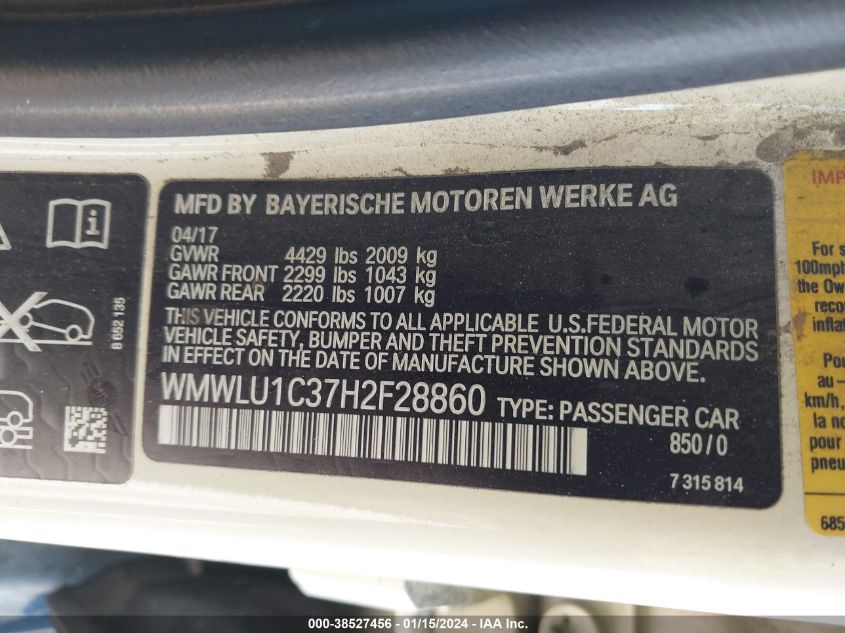 MFD BY BAYERISCHE MOTOREN WERKE AG
04/17
GVWR 4429 lbs 2009 kg
GAWR FRONT 2299 lbs 1043 kg
GAWR REAR 2220 lbs 1007 kg
THIS VEHICLE CONFORMS TO ALL APPLICABLE U.S.FEDERAL MOTOR
VEHICLE SAFETY, BUMPER AND THEFT PREVENTION STANDARDS
IN EFFECT ON THE DATE OF MANUFACTURE SHOWN ABOVE.
WMWLU1C37H2F28860 TYPE: PASSENGER CAR
850/0
7 315 814
8 652 135
IMP
For s
100mph
the Ow
reco
inflat
Pou
au –
km/h,
la no
pour
pneu
685
000-38527456 — 01/15/2024 — IAA Inc.